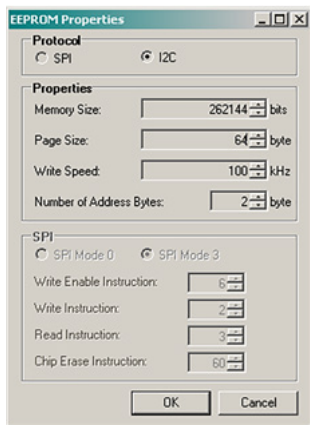 EEPROM Properties
Protocol
SPI I2C
Properties
Memory Size: 262144 bits
Page Size: 64 byte
Write Speed: 100 kHz
Number of Address Bytes: 2 byte
SPI
SPI Mode 0 SPI Mode 3
Write Enable Instruction: 6
Write Instruction: 2
Read Instruction: 3
Chip Erase Instruction: 60
OK Cancel